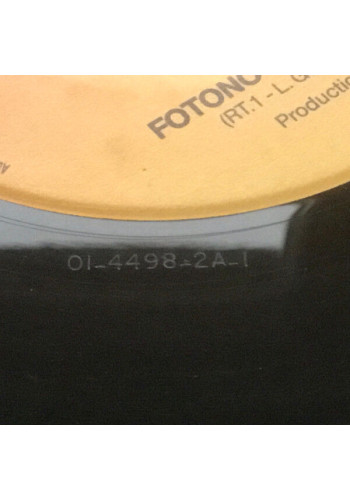 FOTONO
(RT.1 - L. G
Productio
01-4498-2A-1